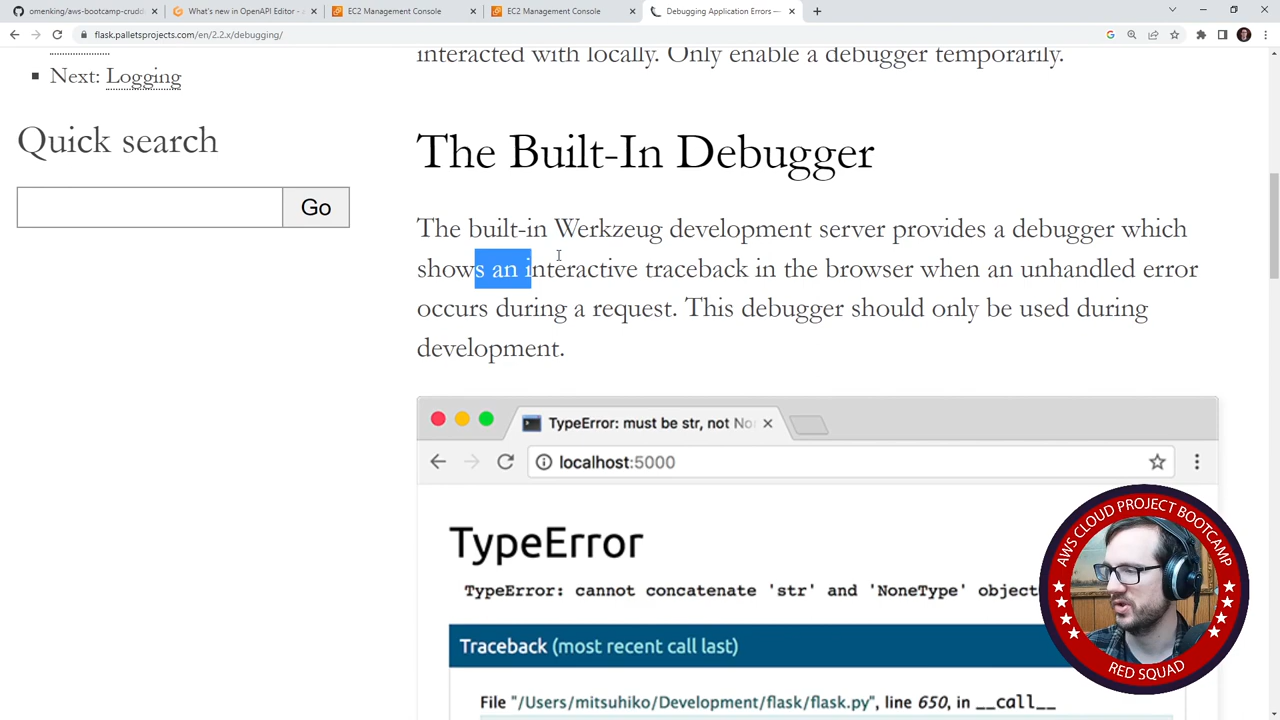 omenking/aws-bootcamp-crudd
What's new in OpenAPI Editor - a
EC2 Management Console
EC2 Management Console
Debugging Application Errors —
flask.palletsprojects.com/en/2.2.x/debugging/
Next: Logging
Quick search
Go
interacted with locally. Only enable a debugger temporarily.
The Built-In Debugger
The built-in Werkzeug development server provides a debugger which
shows an interactive traceback in the browser when an unhandled error
occurs during a request. This debugger should only be used during
development.
TypeError: must be str, not No
localhost:5000
TypeError
TypeError: cannot concatenate 'str' and 'NoneType' object
Traceback (most recent call last)
File "/Users/mitsuhiko/Development/flask/flask.py", line 650, in __call__
AWS CLOUD PROJECT BOOTCAMP
RED SQUAD